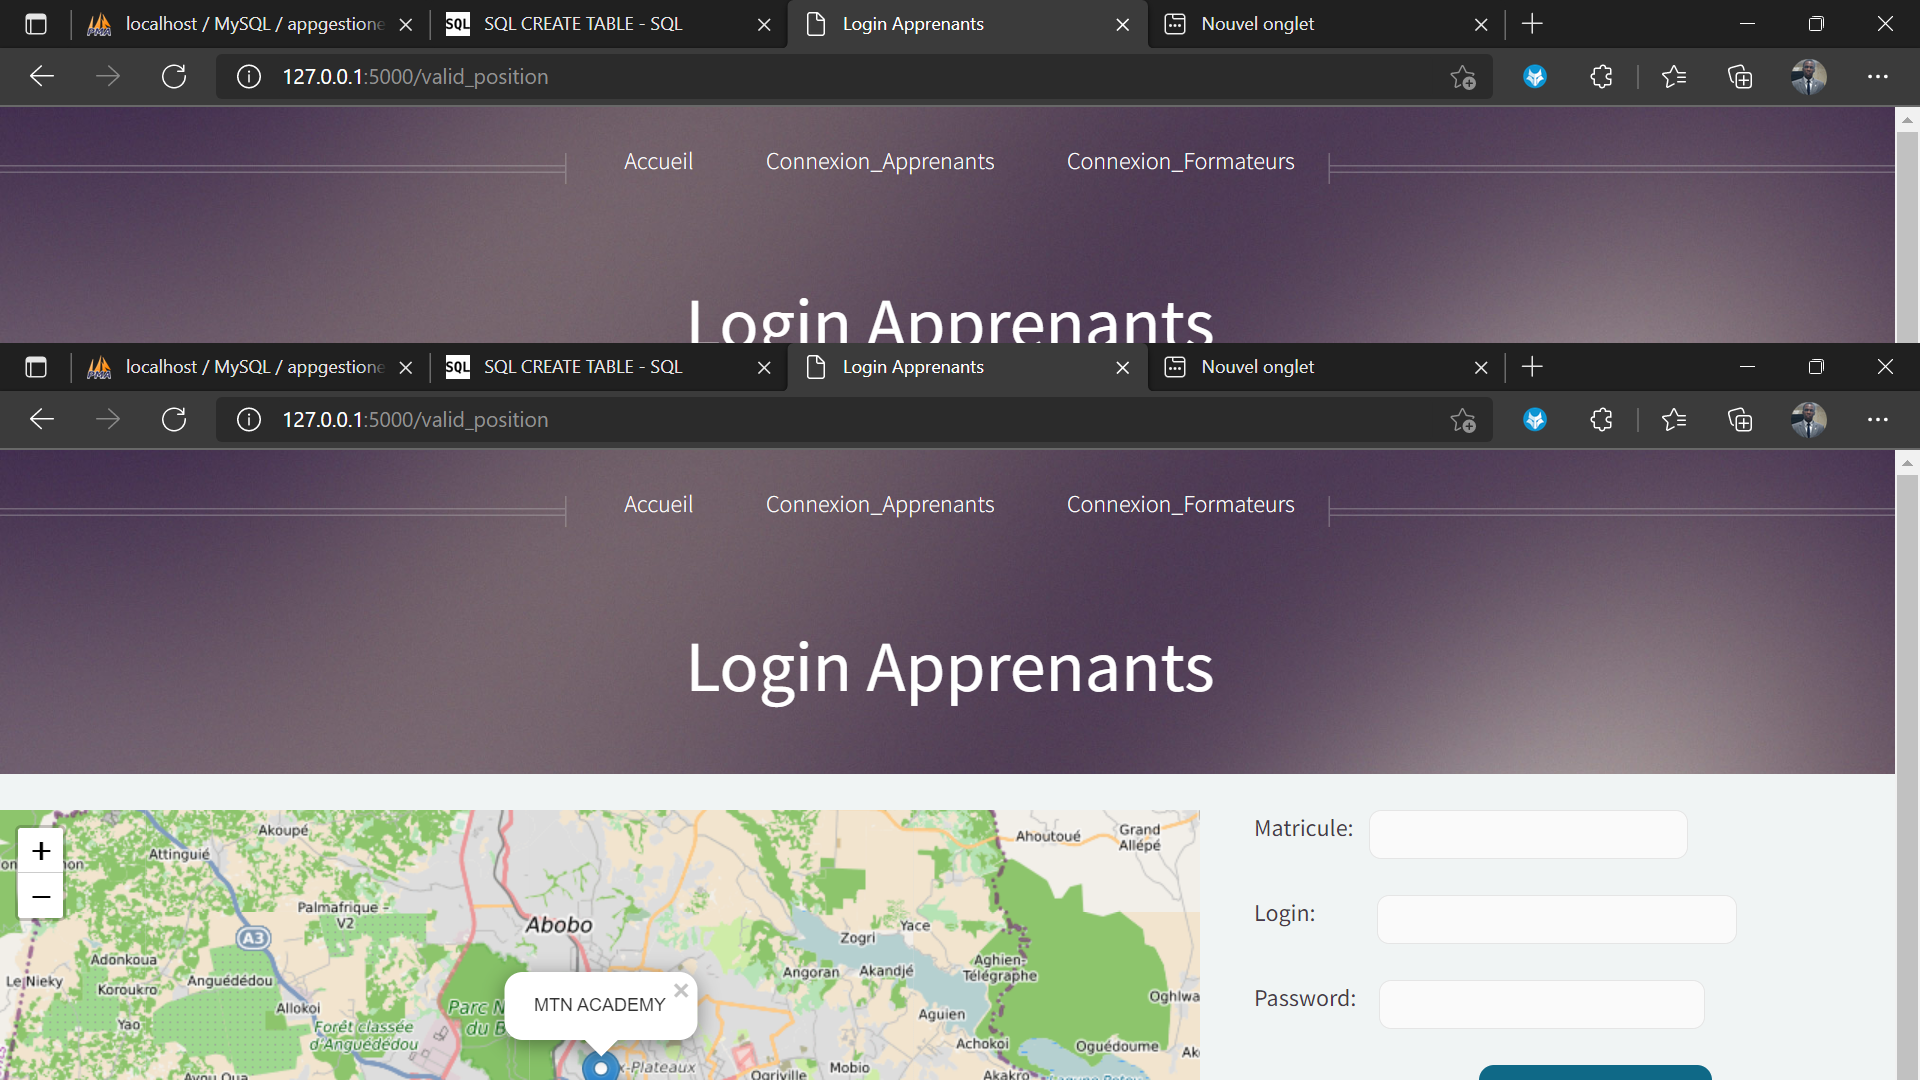 localhost / MySQL / appgestione
SQL SQL CREATE TABLE - SQL
Login Apprenants
Nouvel onglet
127.0.0.1:5000/valid_position
Accueil Connexion_Apprenants Connexion_Formateurs
Login Apprenants
localhost / MySQL / appgestione
SQL SQL CREATE TABLE - SQL
Login Apprenants
Nouvel onglet
127.0.0.1:5000/valid_position
Accueil Connexion_Apprenants Connexion_Formateurs
Login Apprenants
+
−
Akoupé
Attinguié
Palmafrique -
V2
A3
Abobo
Adonkoua
Le Nieky
Koroukro
Anguédédou
Allokoi
Yao
Forêt classée
d'Anguédédou
Parc N
du B
MTN ACADEMY
x-Plateaux
Ahoutoué
Grand
Allépé
Yace
Zogri
Angoran
Akandjé
Aghien-
Télégraphe
Oghlwa
Aguien
Achokoi
Oguédoume
Mobio
Ogriville
Akakro
Matricule:
Login:
Password: